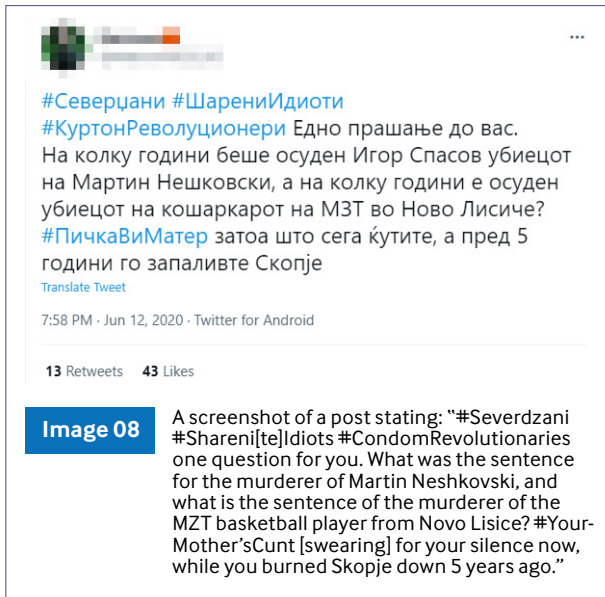 #Северџани #ШарениИдиоти
#КуртонРеволуционери Едно прашање до вас.
На колку години беше осуден Игор Спасов убиецот
на Мартин Нешковски, а на колку години е осуден
убиецот на кошаркарот на МЗТ во Ново Лисиче?
#ПичкаВиМатер затоа што сега ќутите, а пред 5
години го запаливте Скопје
Translate Tweet
7:58 PM · Jun 12, 2020 · Twitter for Android
13 Retweets 43 Likes
Image 08
A screenshot of a post stating: “#Severdzani
#Shareni[te]Idiots #CondomRevolutionaries
one question for you. What was the sentence
for the murderer of Martin Neshkovski, and
what is the sentence of the murderer of the
MZT basketball player from Novo Lisice? #Your-
Mother’sCunt [swearing] for your silence now,
while you burned Skopje down 5 years ago.”